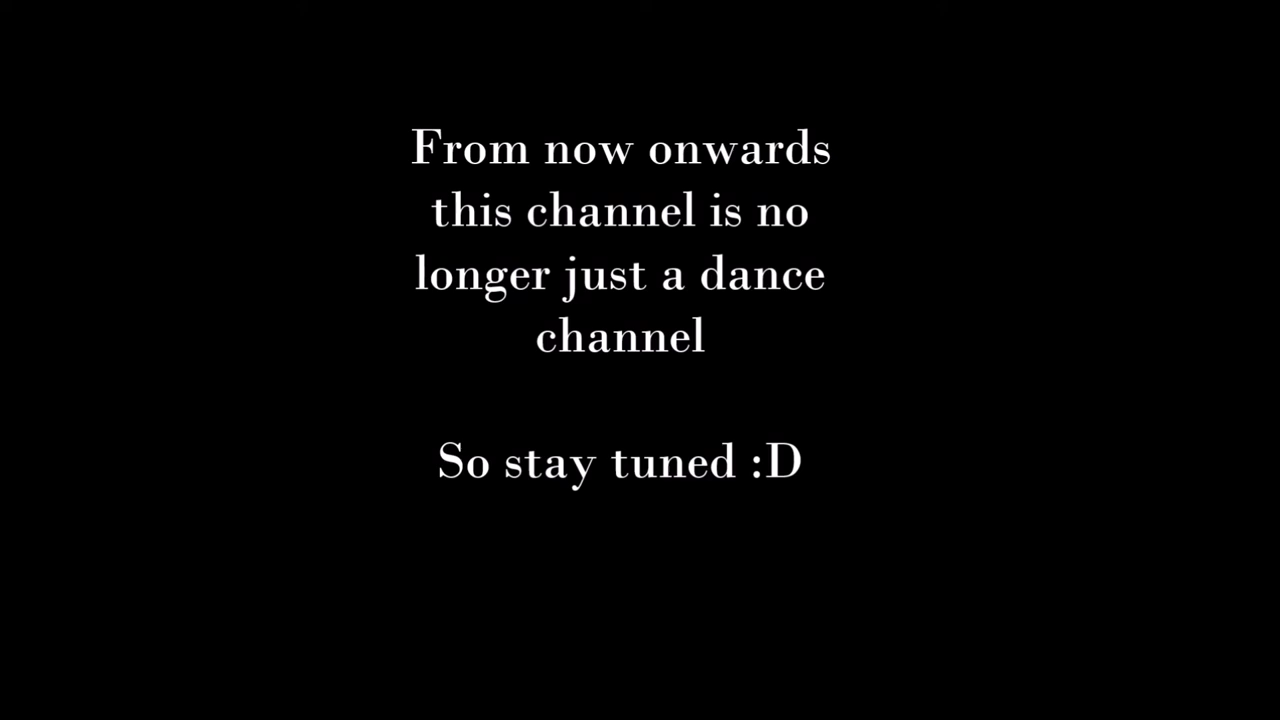 From now onwards
this channel is no
longer just a dance
channel
So stay tuned :D